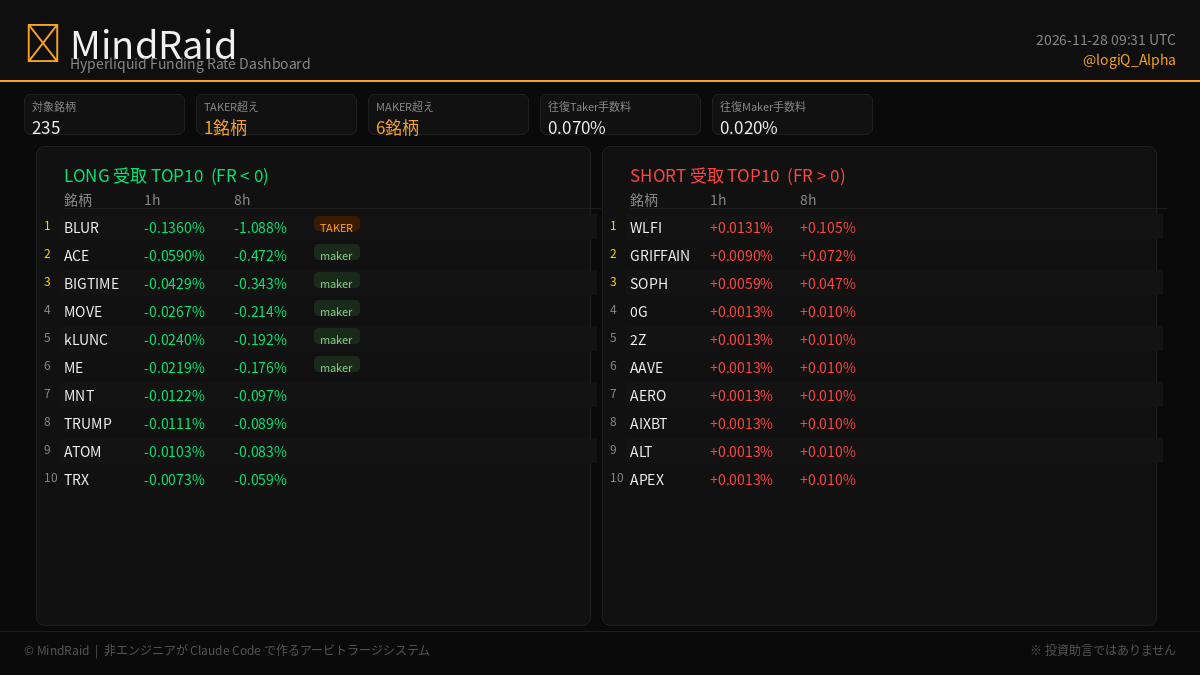 MindRaid
Hyperliquid Funding Rate Dashboard
2026-11-28 09:31 UTC
@logiQ_Alpha
対象銘柄
235
TAKER超え
1銘柄
MAKER超え
6銘柄
往復Taker手数料
0.070%
往復Maker手数料
0.020%
LONG 受取 TOP10 (FR < 0)
銘柄 1h 8h
1 BLUR -0.1360% -1.088% TAKER
2 ACE -0.0590% -0.472% maker
3 BIGTIME -0.0429% -0.343% maker
4 MOVE -0.0267% -0.214% maker
5 kLUNC -0.0240% -0.192% maker
6 ME -0.0219% -0.176% maker
7 MNT -0.0122% -0.097%
8 TRUMP -0.0111% -0.089%
9 ATOM -0.0103% -0.083%
10 TRX -0.0073% -0.059%
SHORT 受取 TOP10 (FR > 0)
銘柄 1h 8h
1 WLFI +0.0131% +0.105%
2 GRIFFAIN +0.0090% +0.072%
3 SOPH +0.0059% +0.047%
4 0G +0.0013% +0.010%
5 2Z +0.0013% +0.010%
6 AAVE +0.0013% +0.010%
7 AERO +0.0013% +0.010%
8 AIXBT +0.0013% +0.010%
9 ALT +0.0013% +0.010%
10 APEX +0.0013% +0.010%
© MindRaid | 非エンジニアが Claude Code で作るアービトラージシステム
※ 投資助言ではありません